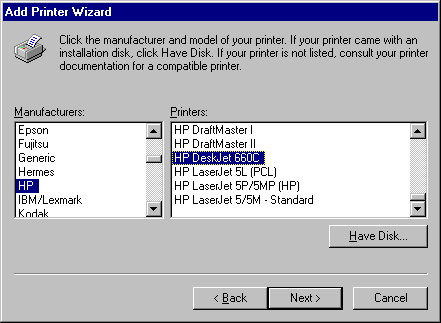 Add Printer Wizard
Click the manufacturer and model of your printer. If your printer came with an
installation disk, click Have Disk. If your printer is not listed, consult your printer
documentation for a compatible printer.
Manufacturers:
Epson
Fujitsu
Generic
Hermes
HP
IBM/Lexmark
Kodak
Printers:
HP DraftMaster I
HP DraftMaster II
HP DeskJet 660C
HP LaserJet 5L (PCL)
HP LaserJet 5P/5MP (HP)
HP LaserJet 5/5M - Standard
Have Disk...
< Back
Next >
Cancel